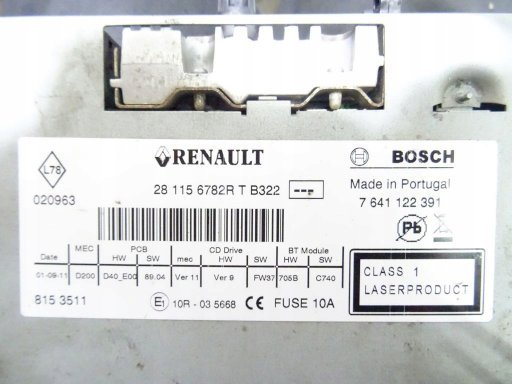 L78
020963
RENAULT
BOSCH
28 115 6782R T B322 ---
Made in Portugal
7 641 122 391
Pb
MEC PCB CD Drive BT Module
Date HW SW mec HW SW HW SW
01-09-11 D200 D40_E00 89.04 Ver 11 Ver 9 FW37 705B C740
CLASS 1
LASERPRODUCT
815 3511
E1 10R - 03 5668 CE FUSE 10A